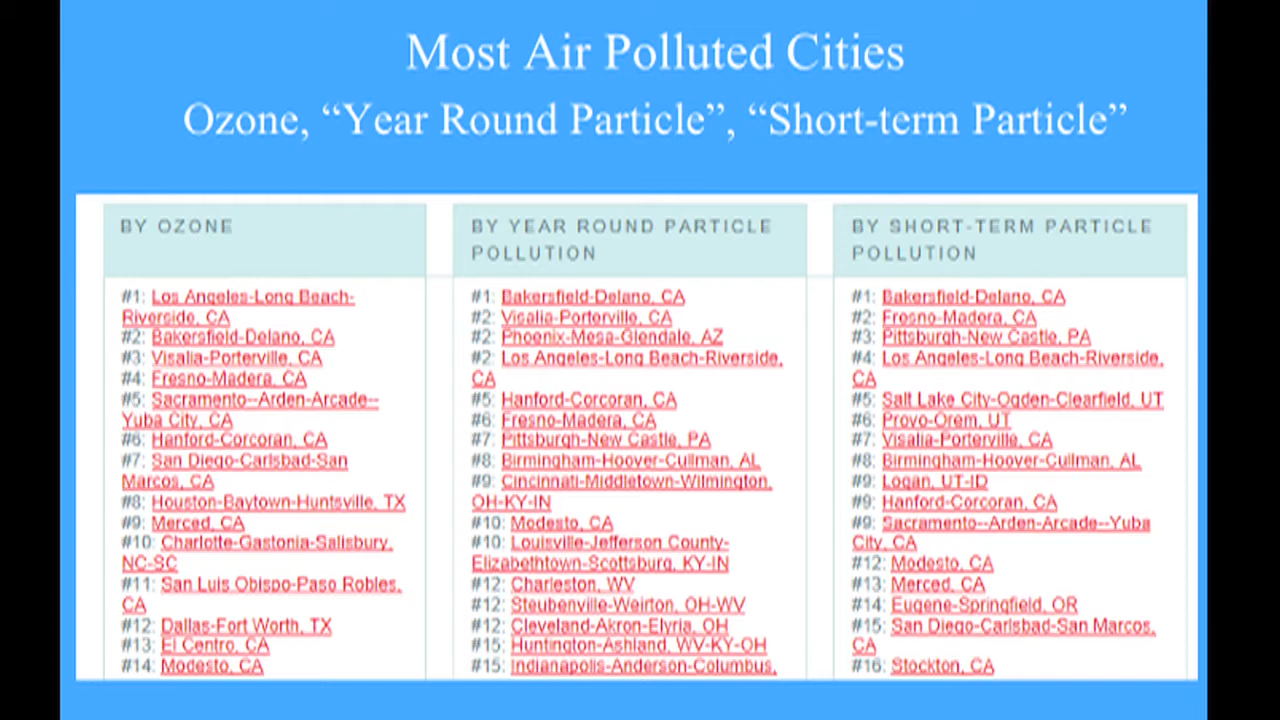 Most Air Polluted Cities
Ozone, “Year Round Particle”, “Short-term Particle”
BY OZONE
#1: Los Angeles-Long Beach-
Riverside, CA
#2: Bakersfield-Delano, CA
#3: Visalia-Porterville, CA
#4: Fresno-Madera, CA
#5: Sacramento--Arden-Arcade--
Yuba City, CA
#6: Hanford-Corcoran, CA
#7: San Diego-Carlsbad-San
Marcos, CA
#8: Houston-Baytown-Huntsville, TX
#9: Merced, CA
#10: Charlotte-Gastonia-Salisbury,
NC-SC
#11: San Luis Obispo-Paso Robles,
CA
#12: Dallas-Fort Worth, TX
#13: El Centro, CA
#14: Modesto, CA
BY YEAR ROUND PARTICLE
POLLUTION
#1: Bakersfield-Delano, CA
#2: Visalia-Porterville, CA
#2: Phoenix-Mesa-Glendale, AZ
#2: Los Angeles-Long Beach-Riverside,
CA
#5: Hanford-Corcoran, CA
#6: Fresno-Madera, CA
#7: Pittsburgh-New Castle, PA
#8: Birmingham-Hoover-Cullman, AL
#9: Cincinnati-Middletown-Wilmington,
OH-KY-IN
#10: Modesto, CA
#10: Louisville-Jefferson County-
Elizabethtown-Scottsburg, KY-IN
#12: Charleston, WV
#12: Steubenville-Weirton, OH-WV
#12: Cleveland-Akron-Elyria, OH
#15: Huntington-Ashland, WV-KY-OH
#15: Indianapolis-Anderson-Columbus,
BY SHORT-TERM PARTICLE
POLLUTION
#1: Bakersfield-Delano, CA
#2: Fresno-Madera, CA
#3: Pittsburgh-New Castle, PA
#4: Los Angeles-Long Beach-Riverside,
CA
#5: Salt Lake City-Ogden-Clearfield, UT
#6: Provo-Orem, UT
#7: Visalia-Porterville, CA
#8: Birmingham-Hoover-Cullman, AL
#9: Logan, UT-ID
#9: Hanford-Corcoran, CA
#9: Sacramento--Arden-Arcade--Yuba
City, CA
#12: Modesto, CA
#13: Merced, CA
#14: Eugene-Springfield, OR
#15: San Diego-Carlsbad-San Marcos,
CA
#16: Stockton, CA